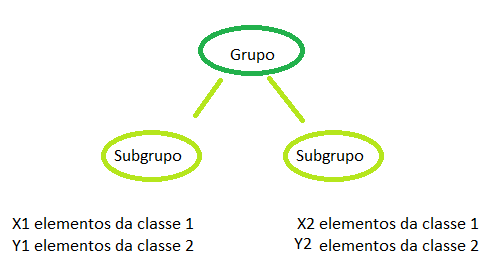 Grupo
Subgrupo
Subgrupo
X1 elementos da classe 1
Y1 elementos da classe 2
X2 elementos da classe 1
Y2 elementos da classe 2